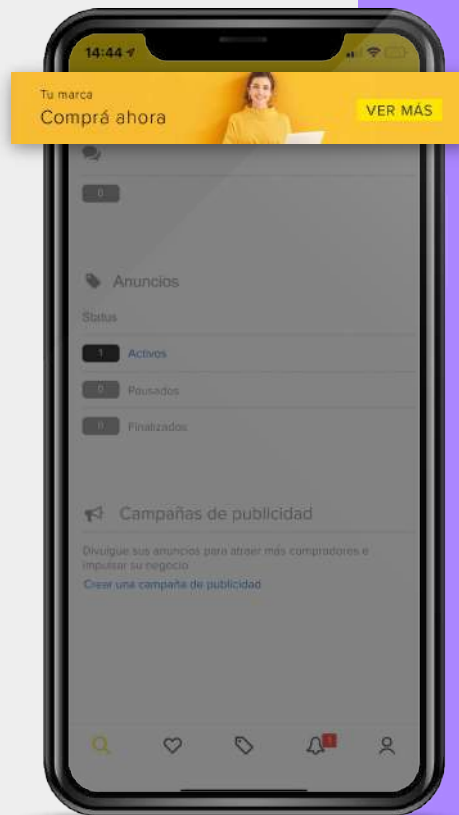 14:44
Tu marca
Comprá ahora
VER MÁS
0
Anuncios
Status
1 Activos
0 Pausados
0 Finalizados
Campañas de publicidad
Divulgue sus anuncios para atraer más compradores e
impulsar su negocio
Crear una campaña de publicidad
1